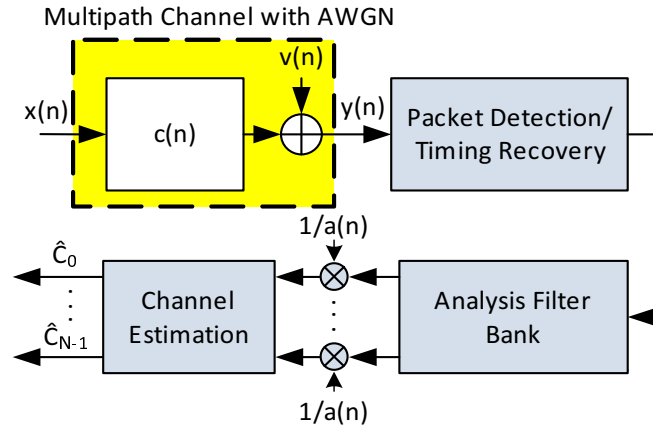 Multipath Channel with AWGN
v(n)
x(n)
c(n)
y(n)
Packet Detection/
Timing Recovery
1/a(n)
Ĉ0
Channel
Estimation
Analysis Filter
Bank
ĈN-1
1/a(n)